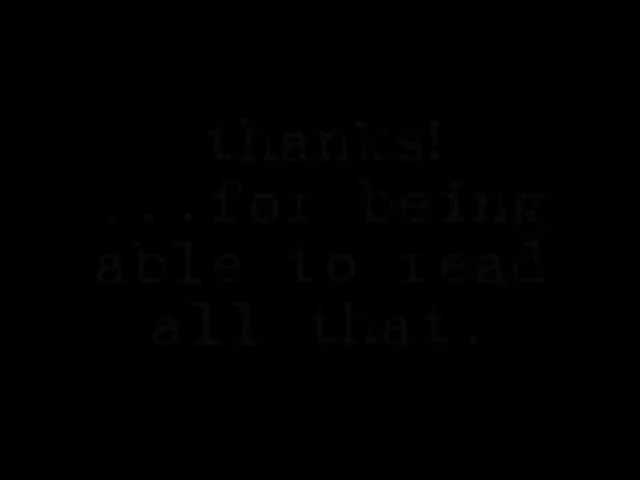 thanks!
...for being
able to read
all that.